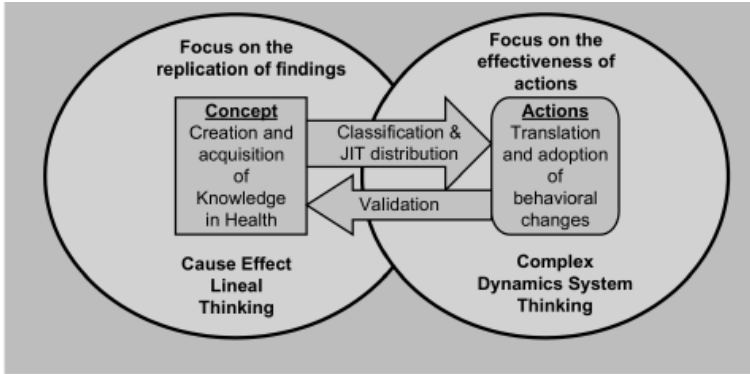 Focus on the
replication of findings
Concept
Creation and
acquisition
of
Knowledge
in Health
Cause Effect
Lineal
Thinking
Classification &
JIT distribution
Validation
Focus on the
effectiveness of
actions
Actions
Translation
and adoption
of
behavioral
changes
Complex
Dynamics System
Thinking